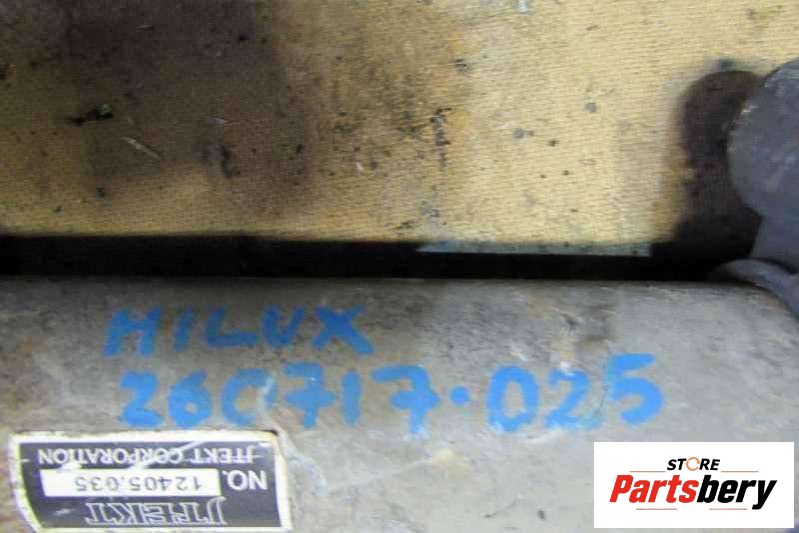 HILUX
260717.025
JTEKT
NO. 12405.035
JTEKT CORPORATION
STORE
Partsbery